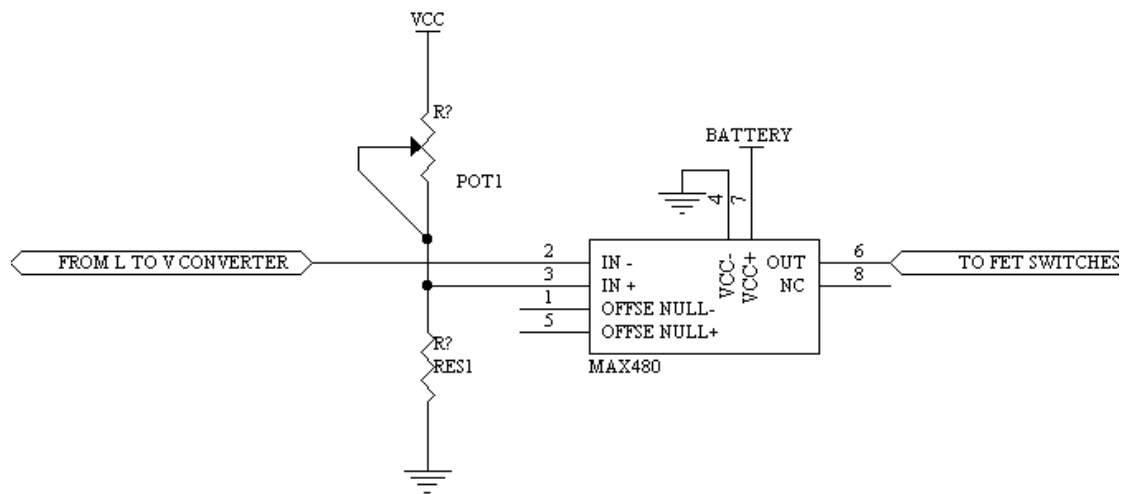 VCC
R?
POT1
BATTERY
4
7
FROM L TO V CONVERTER
2
IN -
VCC-
VCC+
OUT
6
TO FET SWITCHES
3
IN +
NC
8
1
OFFSE NULL-
5
OFFSE NULL+
R?
RES1
MAX480